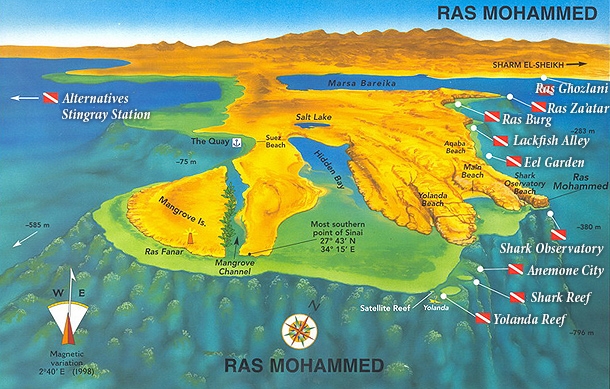 RAS MOHAMMED
SHARM EL-SHEIKH
Marsa Bareika
Ras Ghozlani
Alternatives
Stingray Station
Ras Za'atar
Ras Burg
Salt Lake
-283 m
Lackfish Alley
The Quay
Suez
Beach
Aqaba
Beach
Hidden Bay
Eel Garden
-75 m
Main
Beach
Shark
Oservatory
Beach
Ras
Mohammed
Yolanda
Beach
Mangrove Is.
-585 m
Most southern
point of Sinai
27° 43' N
34° 15' E
-380 m
Shark Observatory
Ras Fanar
Mangrove
Channel
Anemone City
W E
N
Satellite Reef
Yolanda
Shark Reef
Yolanda Reef
-796 m
Magnetic
variation
2°40' E (1998)
RAS MOHAMMED